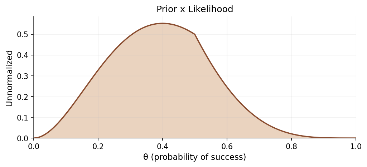 Prior x Likelihood
Unnormalized
0.5
0.4
0.3
0.2
0.1
0.0
0.0 0.2 0.4 0.6 0.8 1.0
θ (probability of success)